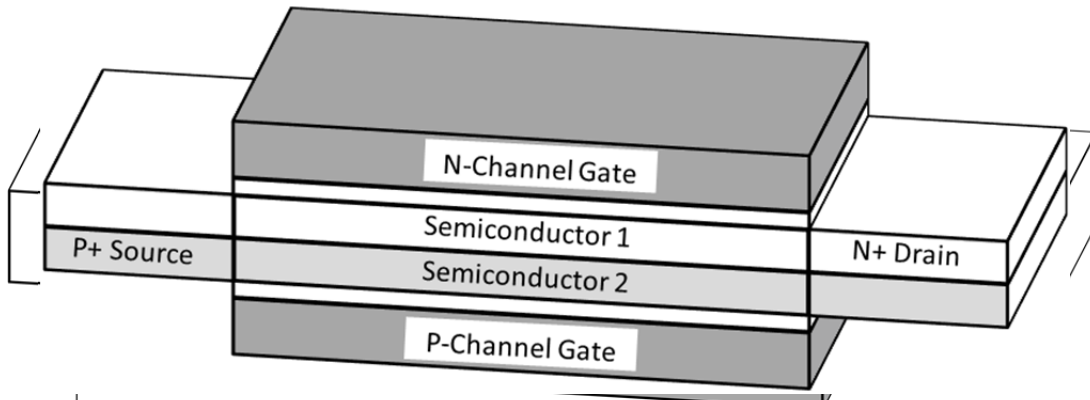 N-Channel Gate
Semiconductor 1
P+ Source
N+ Drain
Semiconductor 2
P-Channel Gate